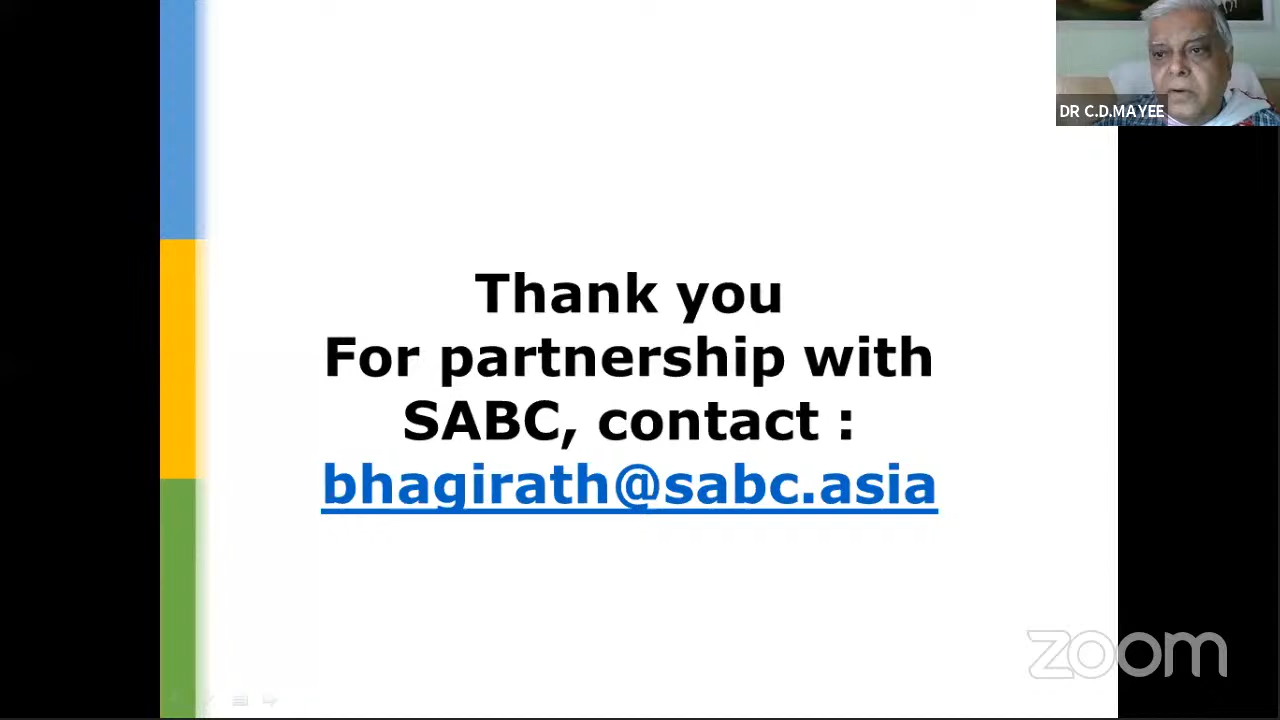 DR C.D.MAYEE
Thank you
For partnership with
SABC, contact :
bhagirath@sabc.asia
zoom